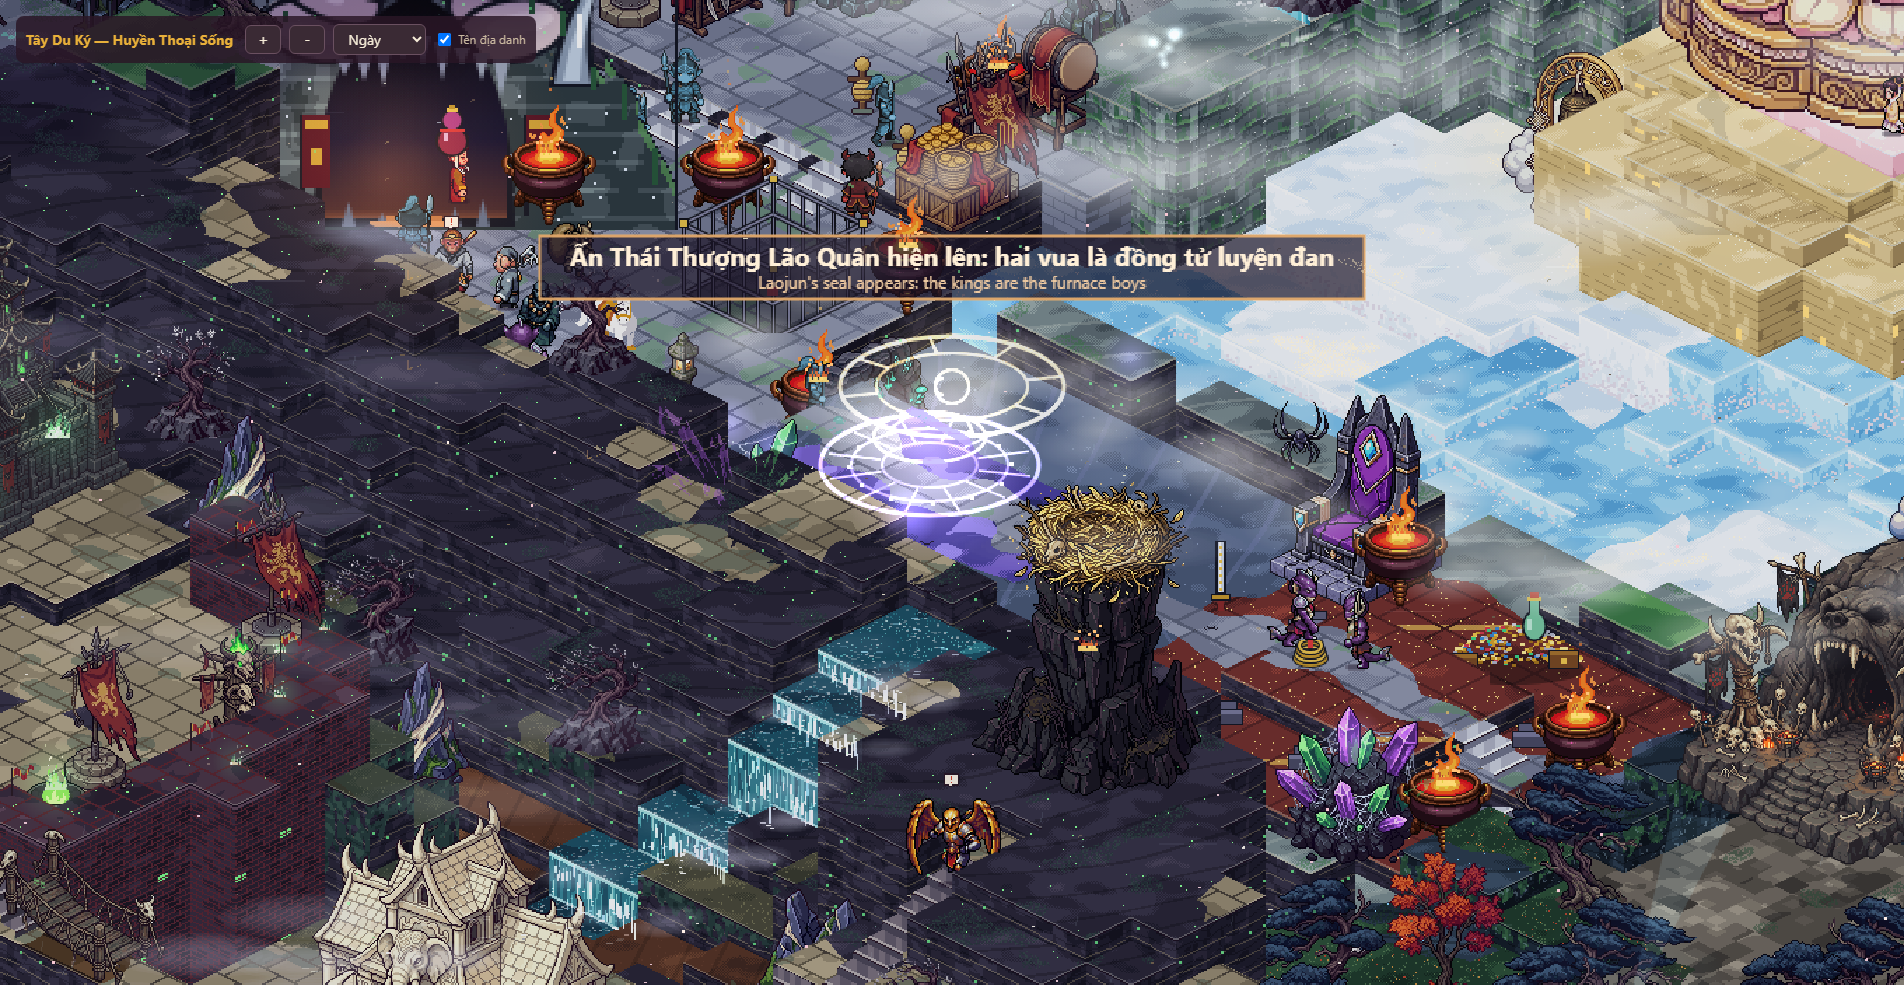 Tây Du Ký — Huyền Thoại Sống
+
-
Ngày
Tên địa danh
Ấn Thái Thượng Lão Quân hiện lên: hai vua là đồng tử luyện đan
Laojun's seal appears: the kings are the furnace boys